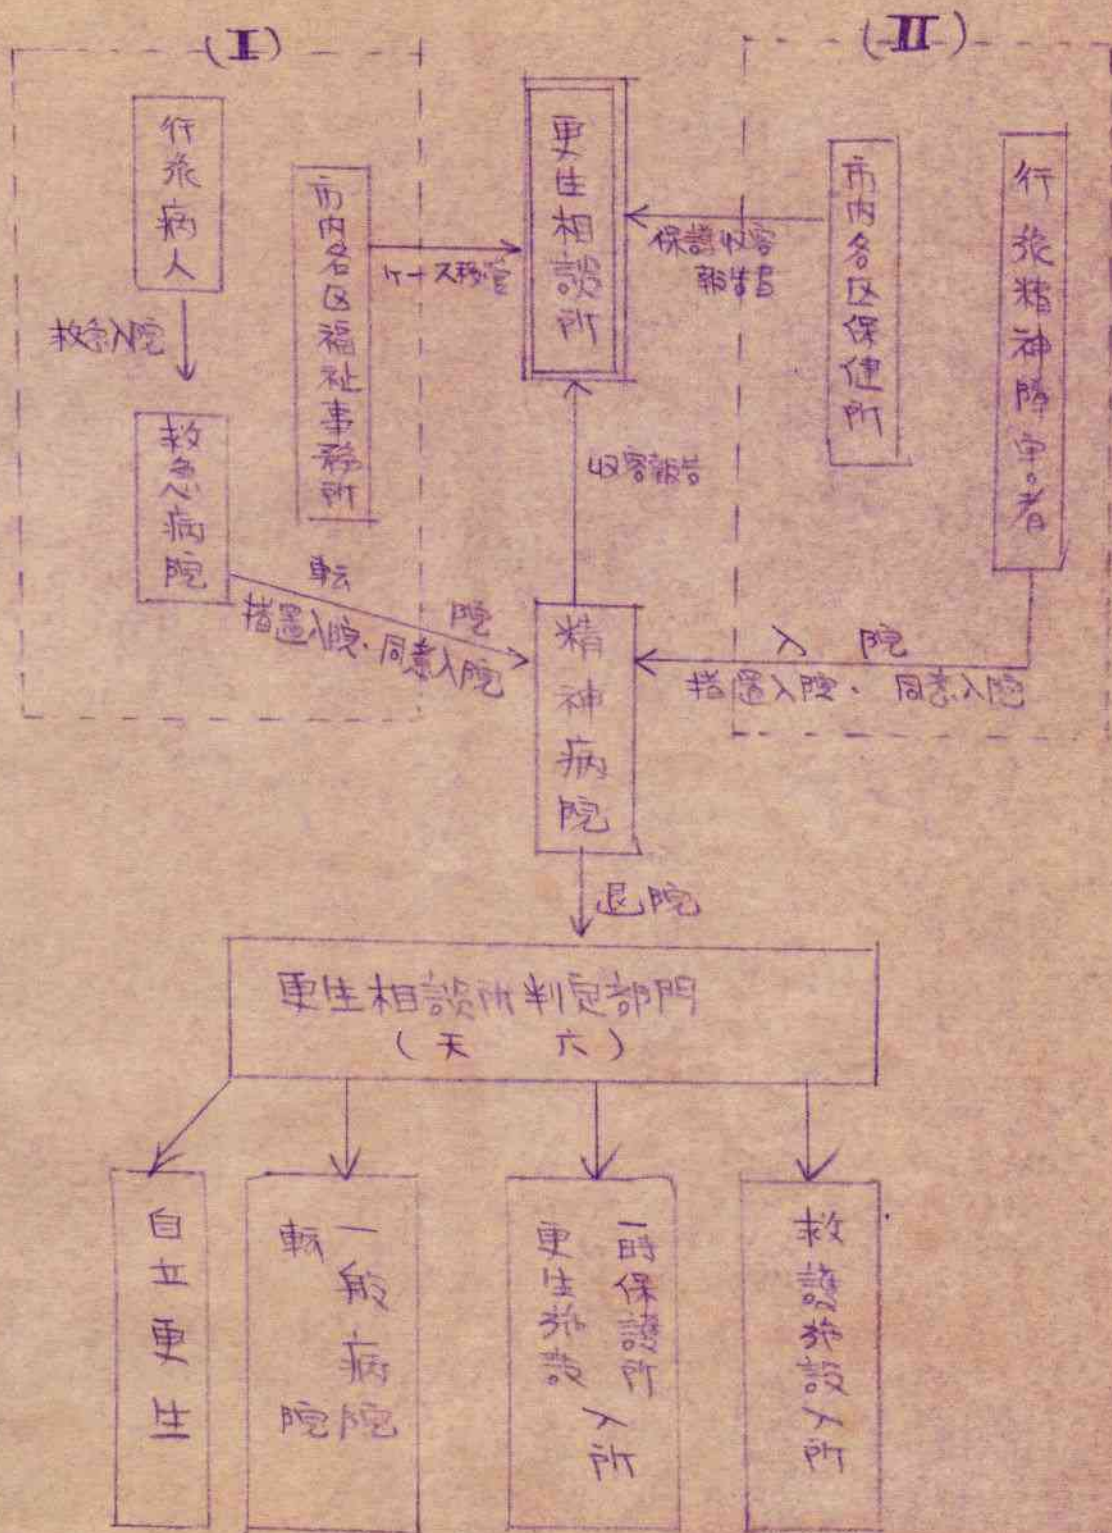 (Ⅰ)
行旅病人
救急入院
救急病院
市内各区福祉事務所
ケース移管
転院
措置入院・同意入院
更生相談所
収容報告
精神病院
(Ⅱ)
市内各区保健所
保護収容
報告書
行旅精神障害者
入院
措置入院・同意入院
退院
更生相談所判定部門
(天六)
自立更生
一般病院
転院
一時保護所
更生施設
入所
救護施設入所